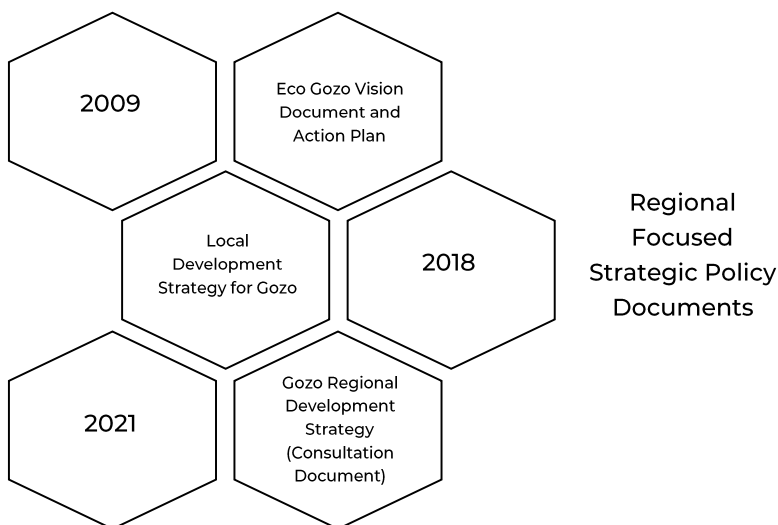 2009
Eco Gozo Vision
Document and
Action Plan
Local
Development
Strategy for Gozo
2018
Regional
Focused
Strategic Policy
Documents
2021
Gozo Regional
Development
Strategy
(Consultation
Document)